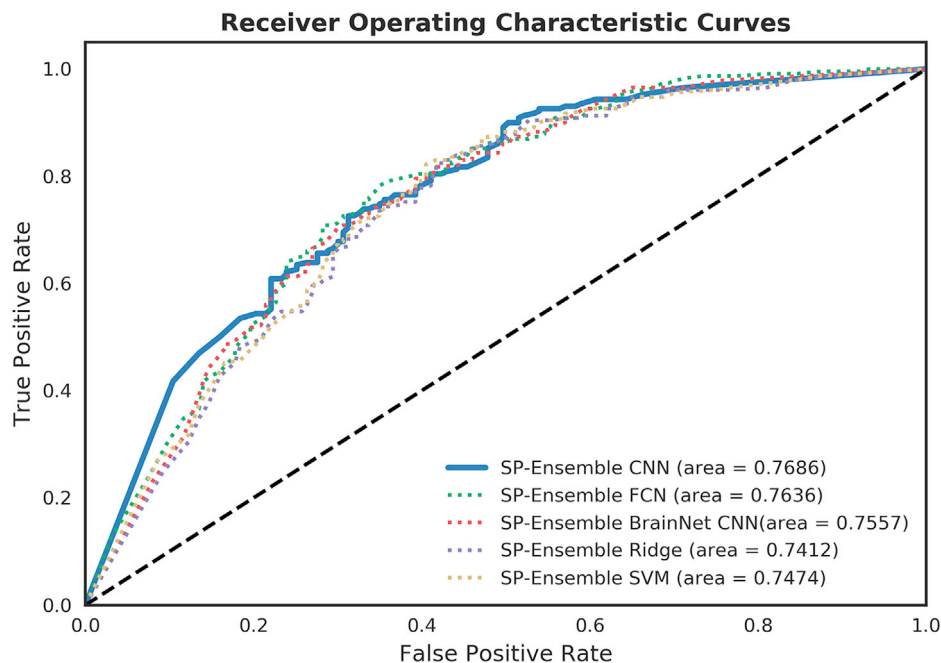 Receiver Operating Characteristic Curves
True Positive Rate
1.0
0.8
0.6
0.4
0.2
0.0
SP-Ensemble CNN (area = 0.7686)
SP-Ensemble FCN (area = 0.7636)
SP-Ensemble BrainNet CNN(area = 0.7557)
SP-Ensemble Ridge (area = 0.7412)
SP-Ensemble SVM (area = 0.7474)
0.0 0.2 0.4 0.6 0.8 1.0
False Positive Rate